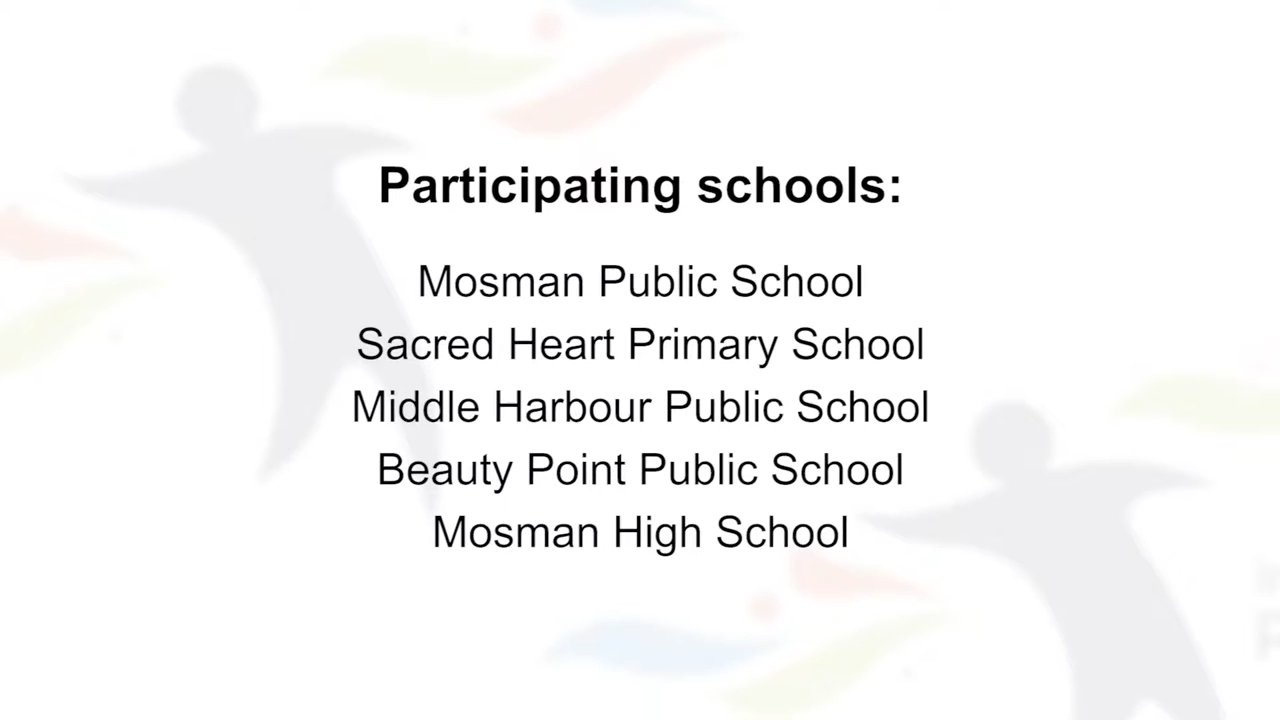 Participating schools:
Mosman Public School
Sacred Heart Primary School
Middle Harbour Public School
Beauty Point Public School
Mosman High School